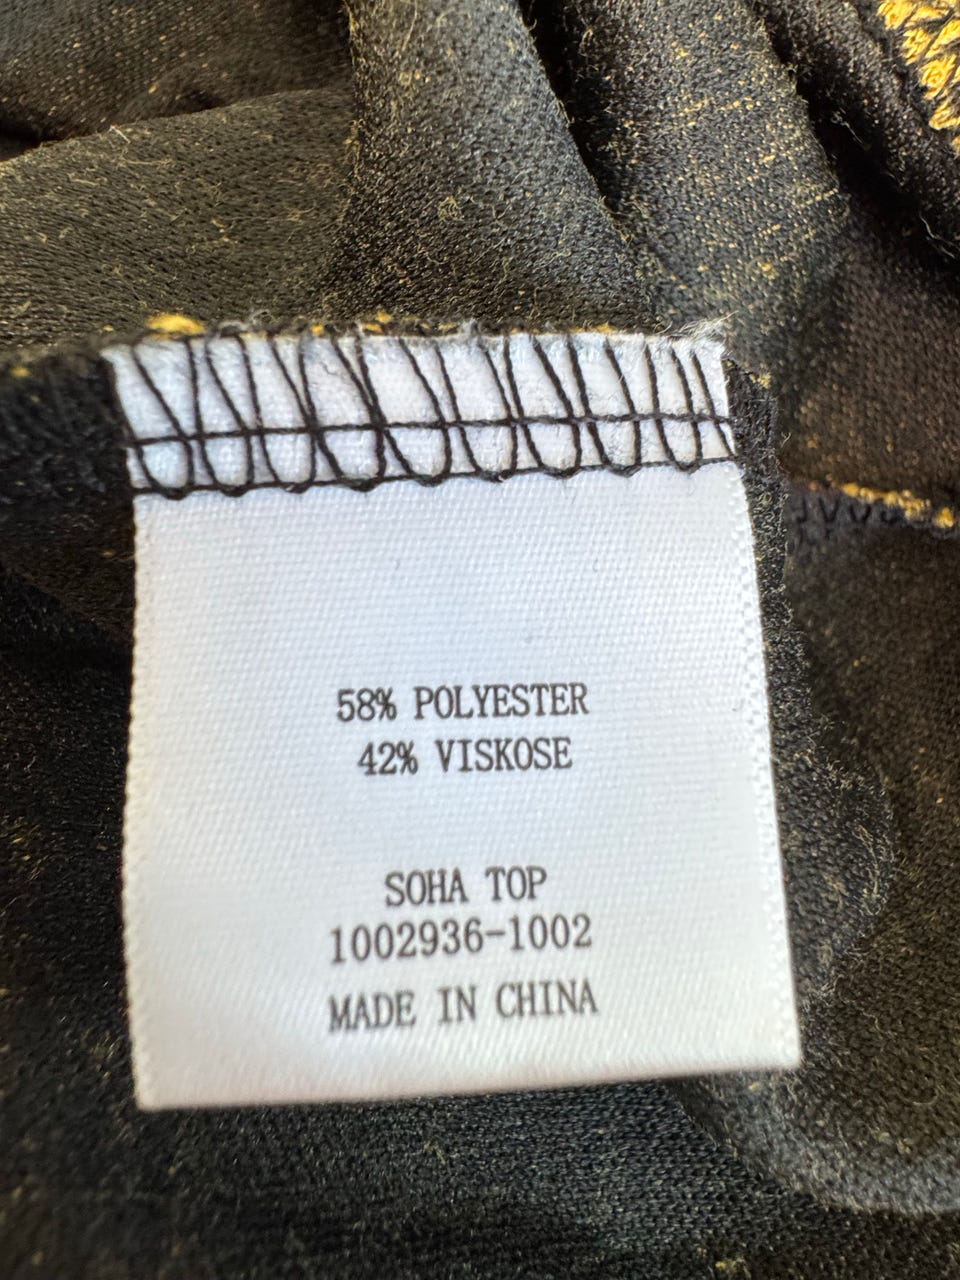 58% POLYESTER
42% VISKOSE
SOHA TOP
1002936-1002
MADE IN CHINA